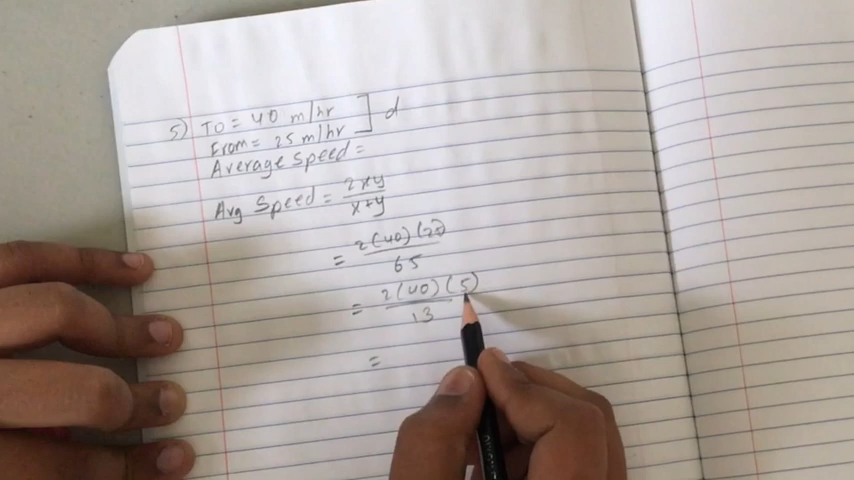 5) To = 40 m/hr ] d
From = 25 m/hr
Average speed =
Avg Speed = 2xy / x+y
= 2(40)(25) / 65
= 2(40)(5) / 13
=